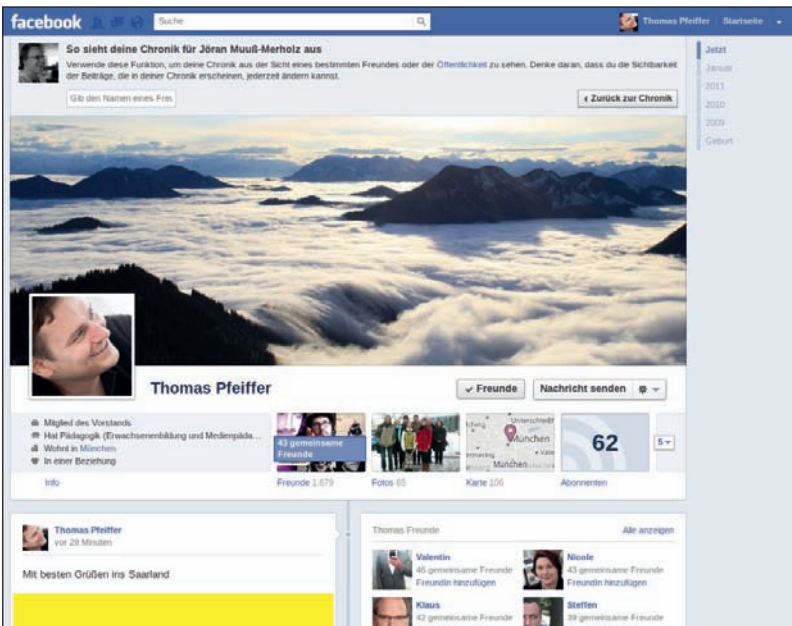 facebook
Suche
Thomas Pfeiffer
Startseite
So sieht deine Chronik für Jöran Muuß-Merholz aus
Verwende diese Funktion, um deine Chronik aus der Sicht eines bestimmten Freundes oder der Öffentlichkeit zu sehen. Denke daran, dass du die Sichtbarkeit
der Beiträge, die in deiner Chronik erscheinen, jederzeit ändern kannst.
Gib den Namen eines Freu
‹ Zurück zur Chronik
Jetzt
Januar
2011
2010
2009
Geburt
Thomas Pfeiffer
Freunde
Nachricht senden
Mitglied des Vorstands
Hat Pädagogik (Erwachsenenbildung und Medienpäda…
Wohnt in München
In einer Beziehung
Info
43 gemeinsame
Freunde
Freunde 1.679
Fotos 65
München
München
Karte 106
62
Abonnenten
5
Thomas Pfeiffer
vor 29 Minuten
Mit besten Grüßen ins Saarland
Thomas Freunde
Alle anzeigen
Valentin
46 gemeinsame Freunde
FreundIn hinzufügen
Nicole
43 gemeinsame Freunde
FreundIn hinzufügen
Klaus
42 gemeinsame Freunde
Steffen
39 gemeinsame Freunde